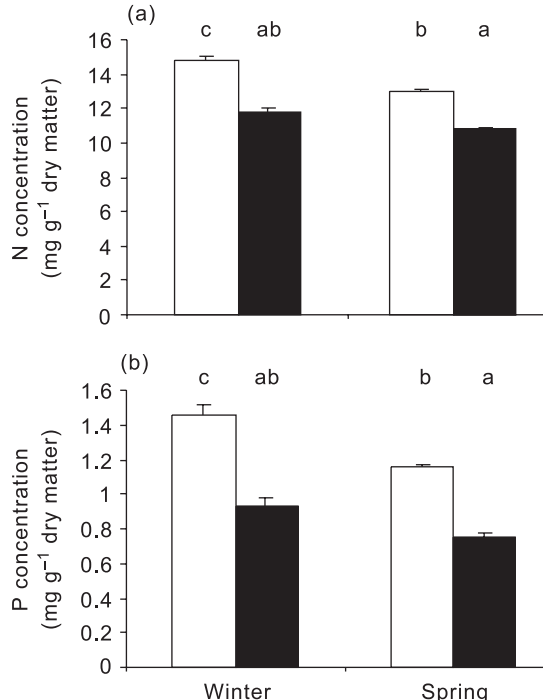 (a)
c ab b a
16
14
12
10
8
6
4
2
0
N concentration
(mg g⁻¹ dry matter)
(b)
c ab b a
1.6
1.4
1.2
1
0.8
0.6
0.4
0.2
0
P concentration
(mg g⁻¹ dry matter)
Winter Spring